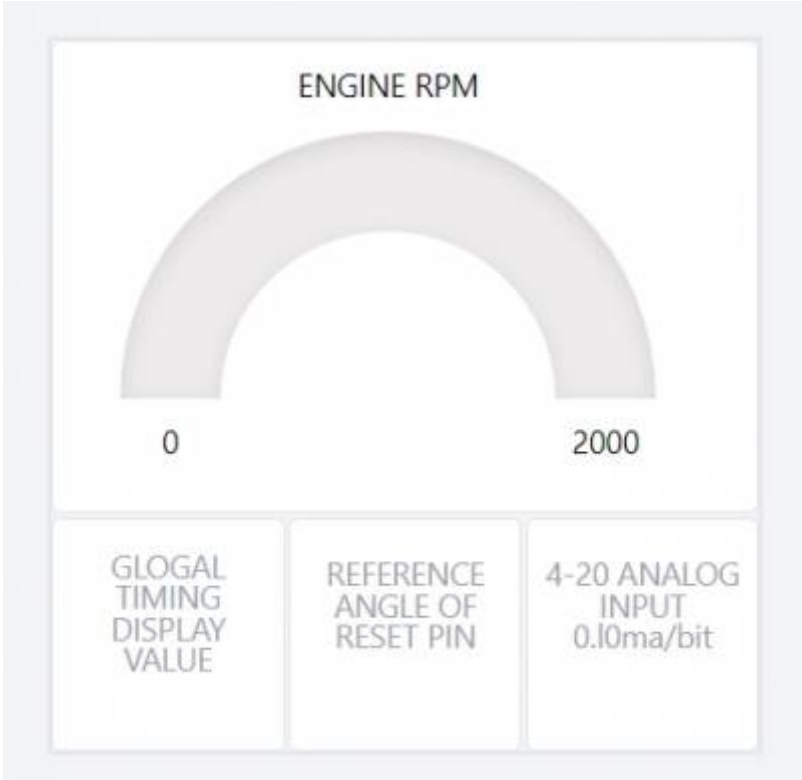 ENGINE RPM
0
2000
GLOGAL
TIMING
DISPLAY
VALUE
REFERENCE
ANGLE OF
RESET PIN
4-20 ANALOG
INPUT
0.l0ma/bit